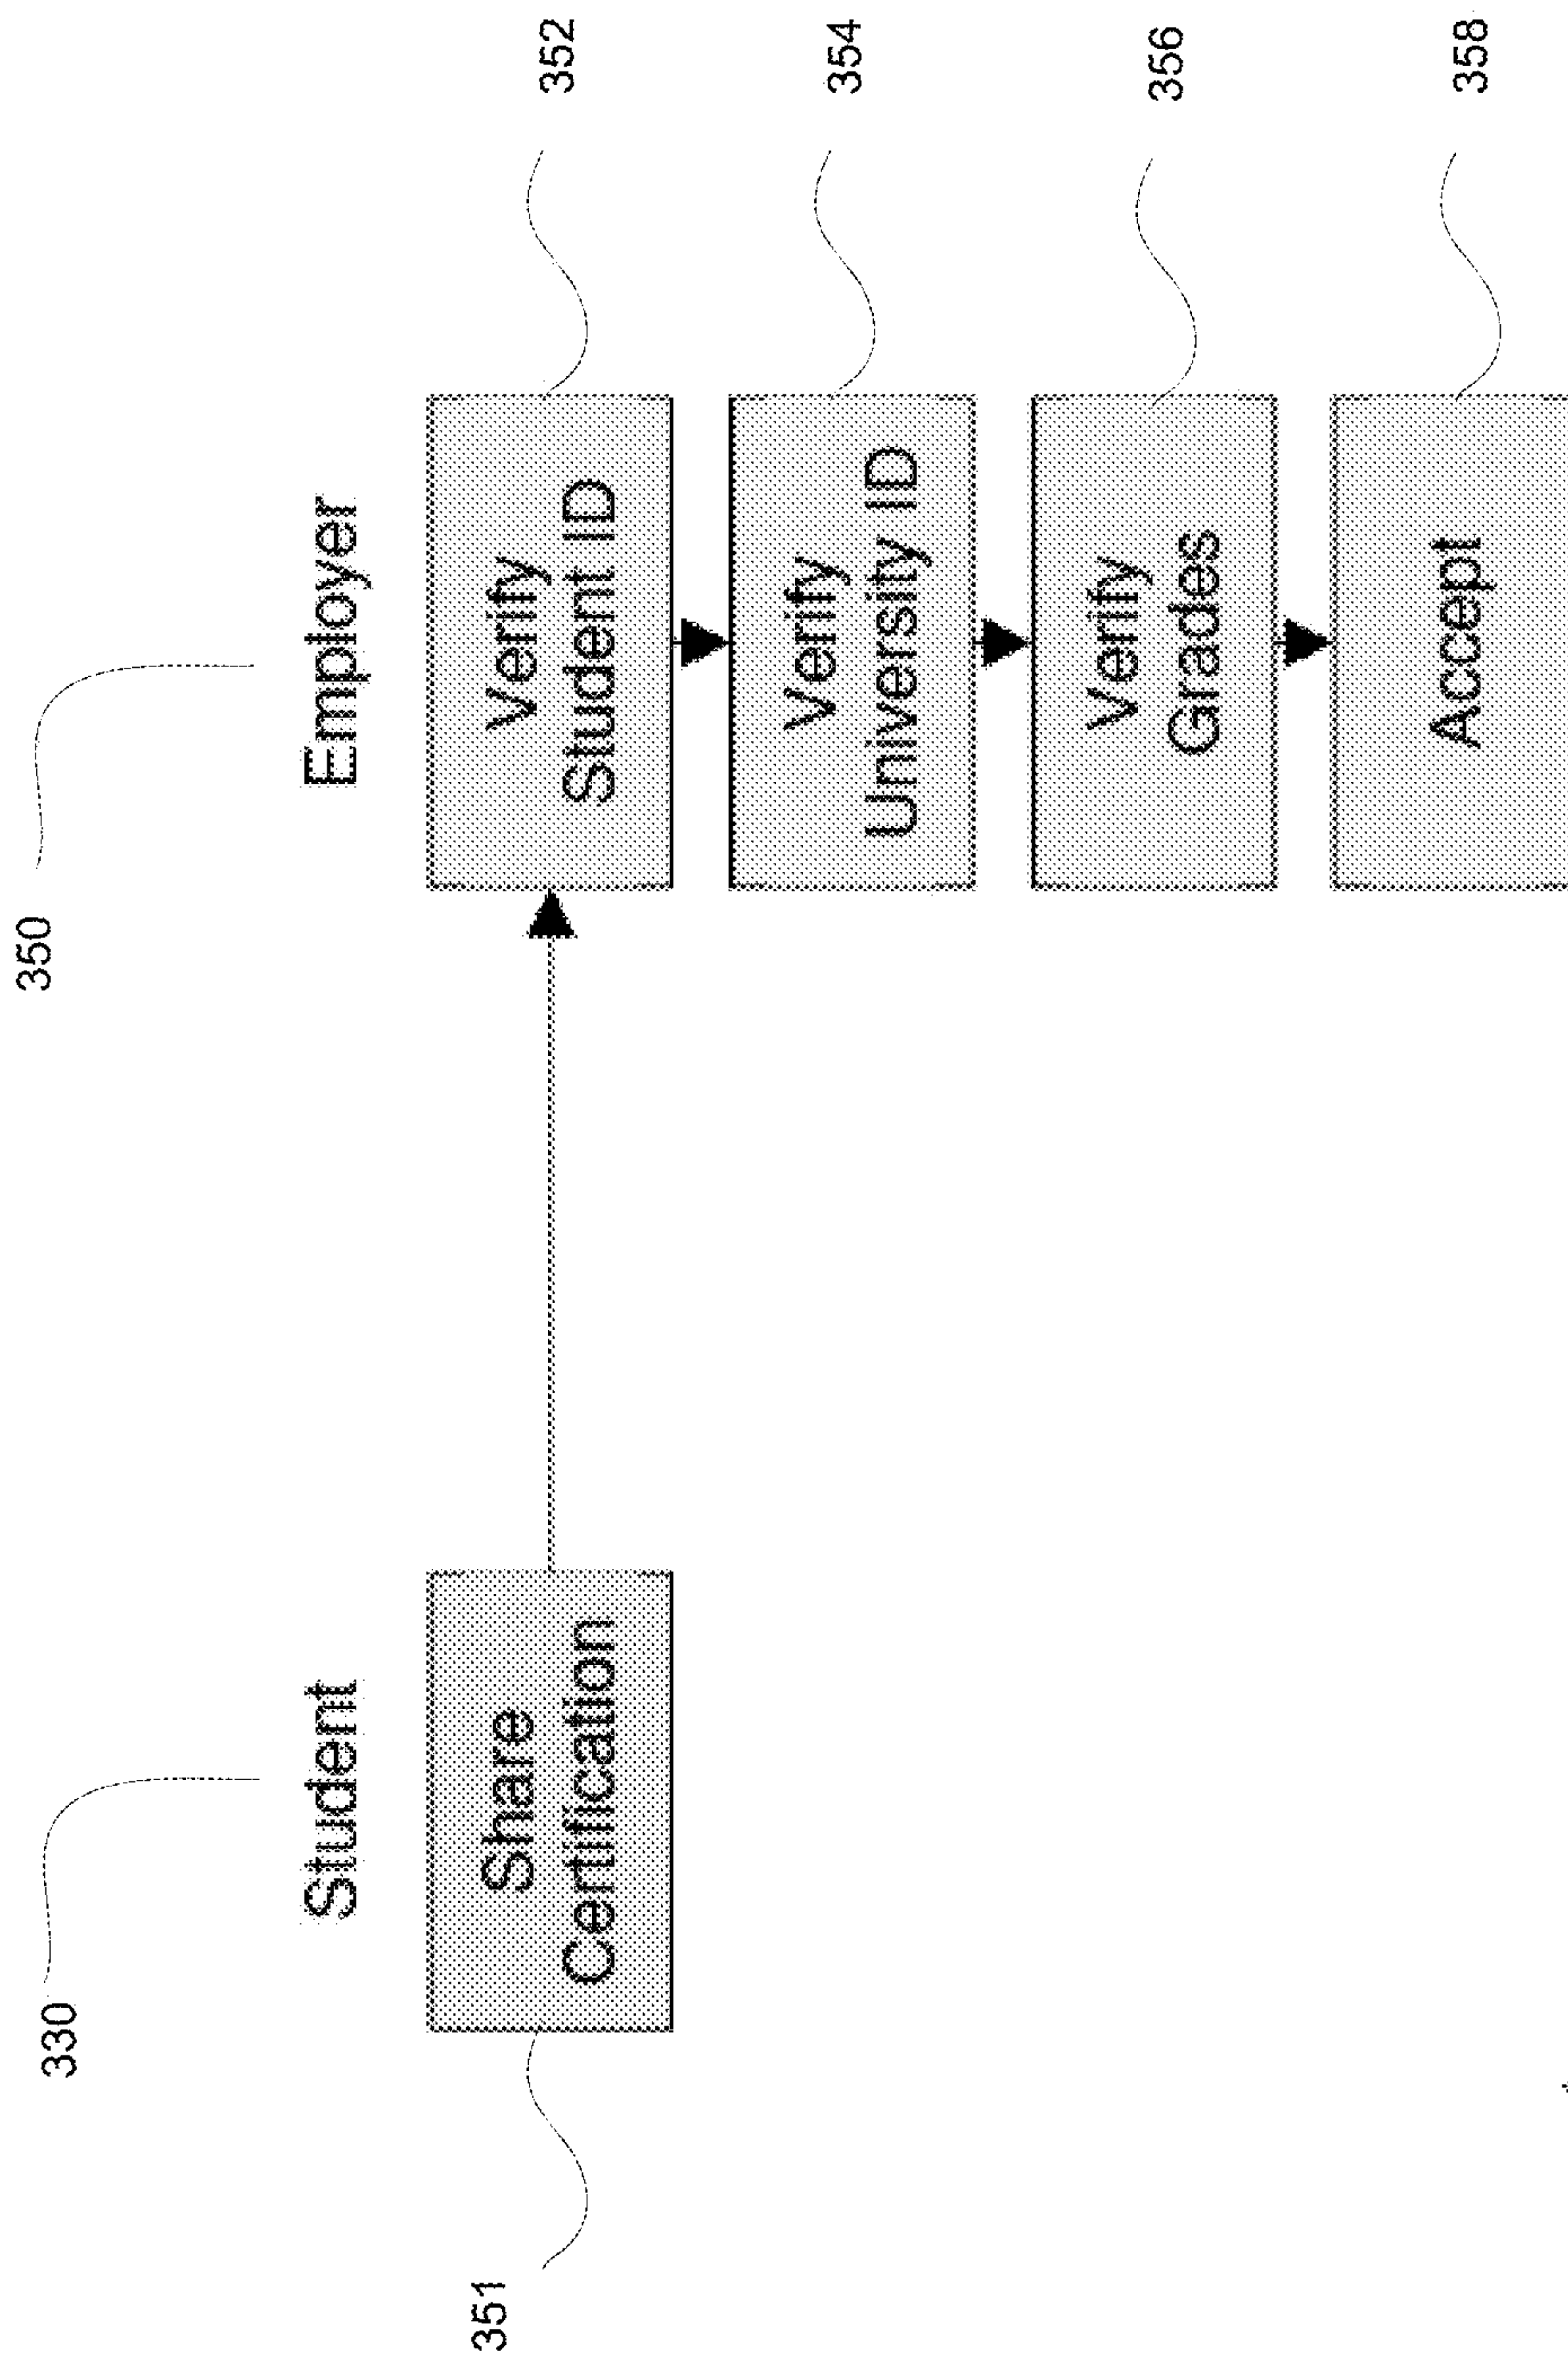 330
350
Student
Employer
351
Share
Certification
Verify
Student ID
352
Verify
University ID
354
Verify
Grades
356
Accept
358